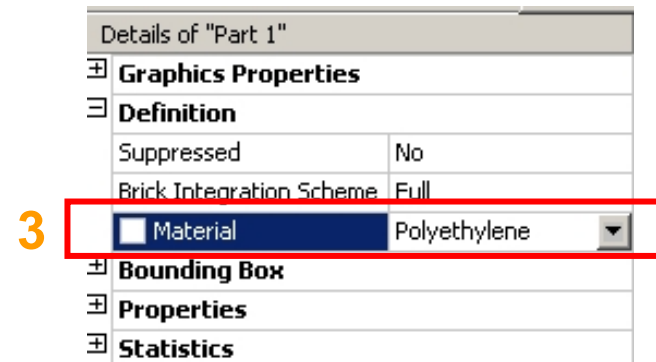 Details of "Part 1"
Graphics Properties
Definition
Suppressed No
Brick Integration Scheme Full
3 Material Polyethylene
Bounding Box
Properties
Statistics